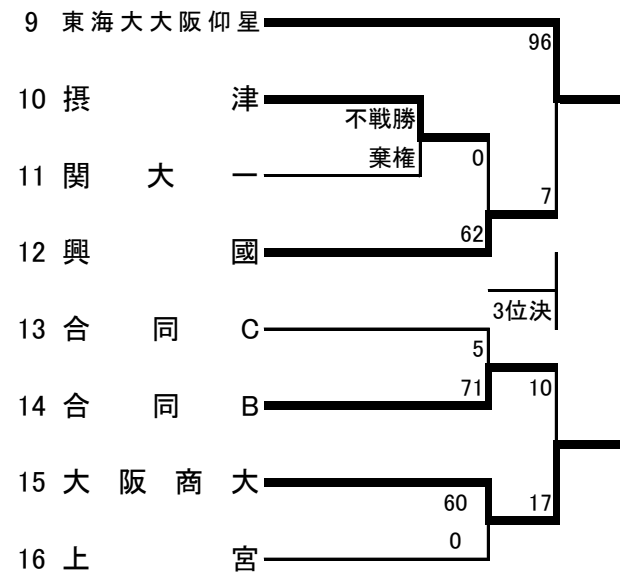 9 東海大大阪仰星
96
10 摂津
不戦勝
棄権
0
11 関大一
7
62
12 興國
3位決
13 合同C
5
71
10
14 合同B
15 大阪商大
60
17
0
16 上宮